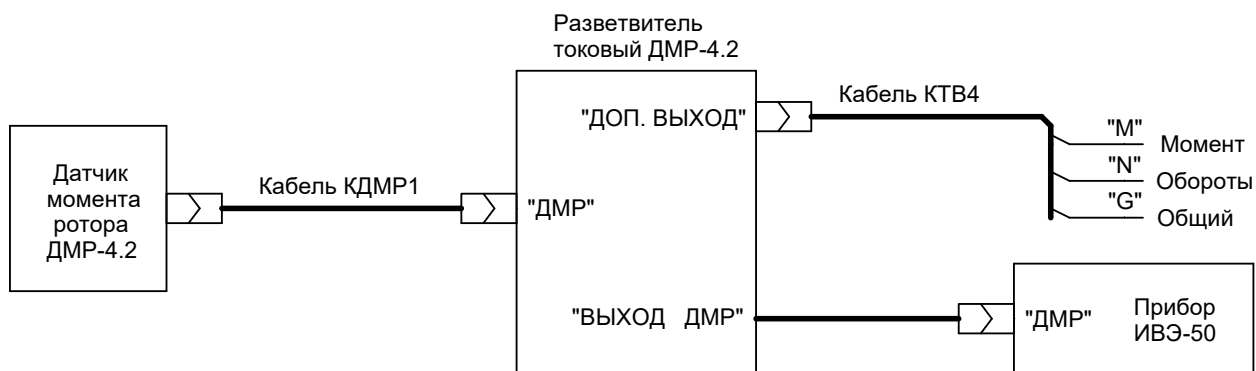 Разветвитель
токовый ДМР-4.2
"ДОП. ВЫХОД"
Кабель КТВ4
"М"
Момент
"N"
Обороты
"G"
Общий
Датчик
момента
ротора
ДМР-4.2
Кабель КДМР1
"ДМР"
"ВЫХОД ДМР"
"ДМР"
Прибор
ИВЭ-50